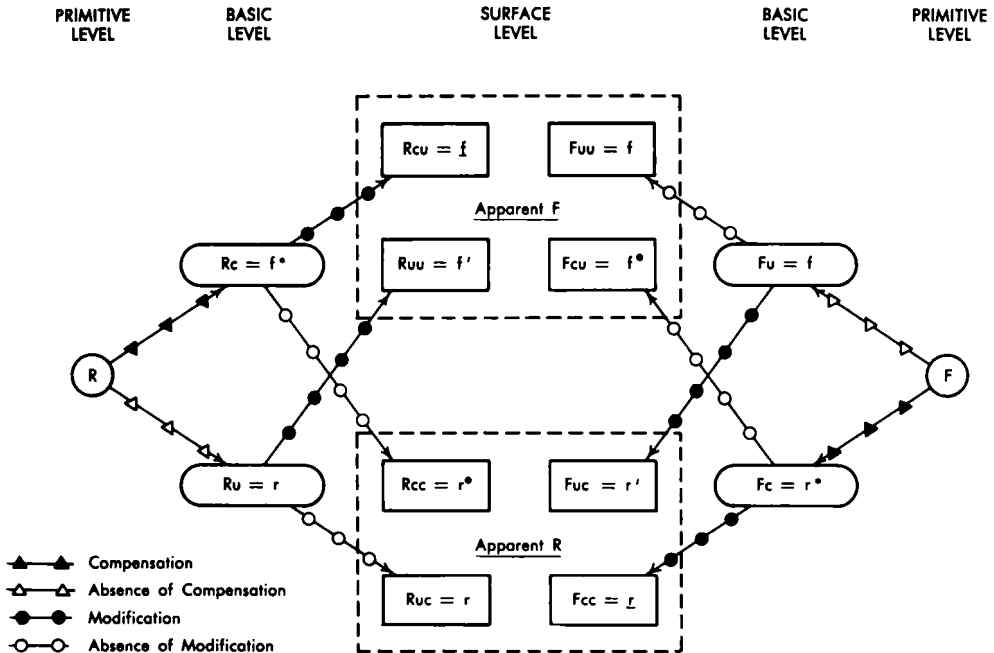 PRIMITIVE LEVEL
BASIC LEVEL
SURFACE LEVEL
BASIC LEVEL
PRIMITIVE LEVEL
Rcu = f
Fuu = f
Apparent F
Rc = f•
Ruu = f'
Fcu = f•
Fu = f
R
F
Ru = r
Rcc = r•
Fuc = r'
Fc = r•
Apparent R
Ruc = r
Fcc = r
Compensation
Absence of Compensation
Modification
Absence of Modification